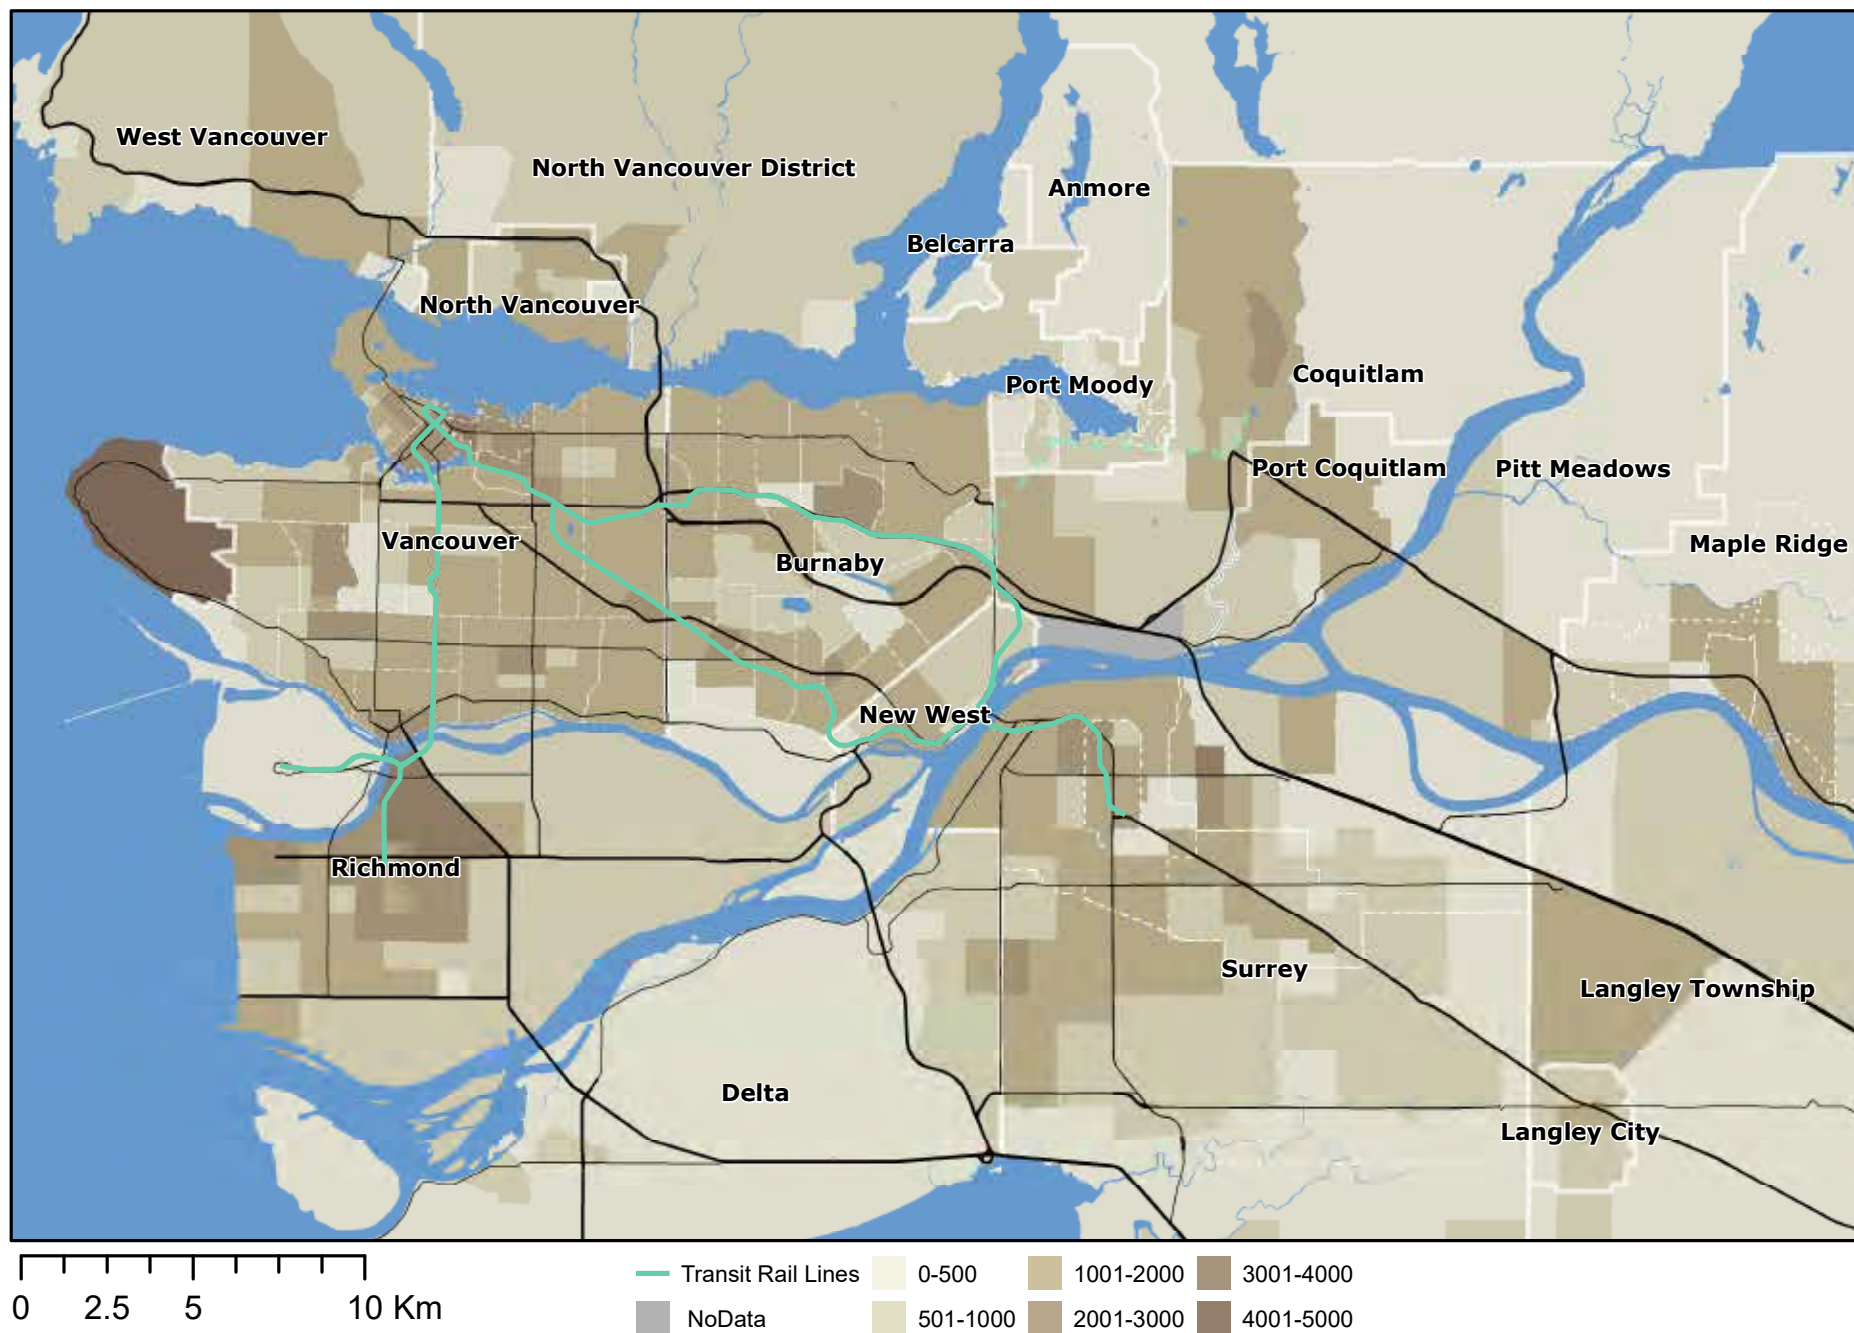 West Vancouver
North Vancouver District
Anmore
Belcarra
North Vancouver
Port Moody
Coquitlam
Port Coquitlam
Pitt Meadows
Vancouver
Burnaby
Maple Ridge
New West
Richmond
Surrey
Langley Township
Delta
Langley City
0 2.5 5 10 Km
Transit Rail Lines 0-500 1001-2000 3001-4000
NoData 501-1000 2001-3000 4001-5000